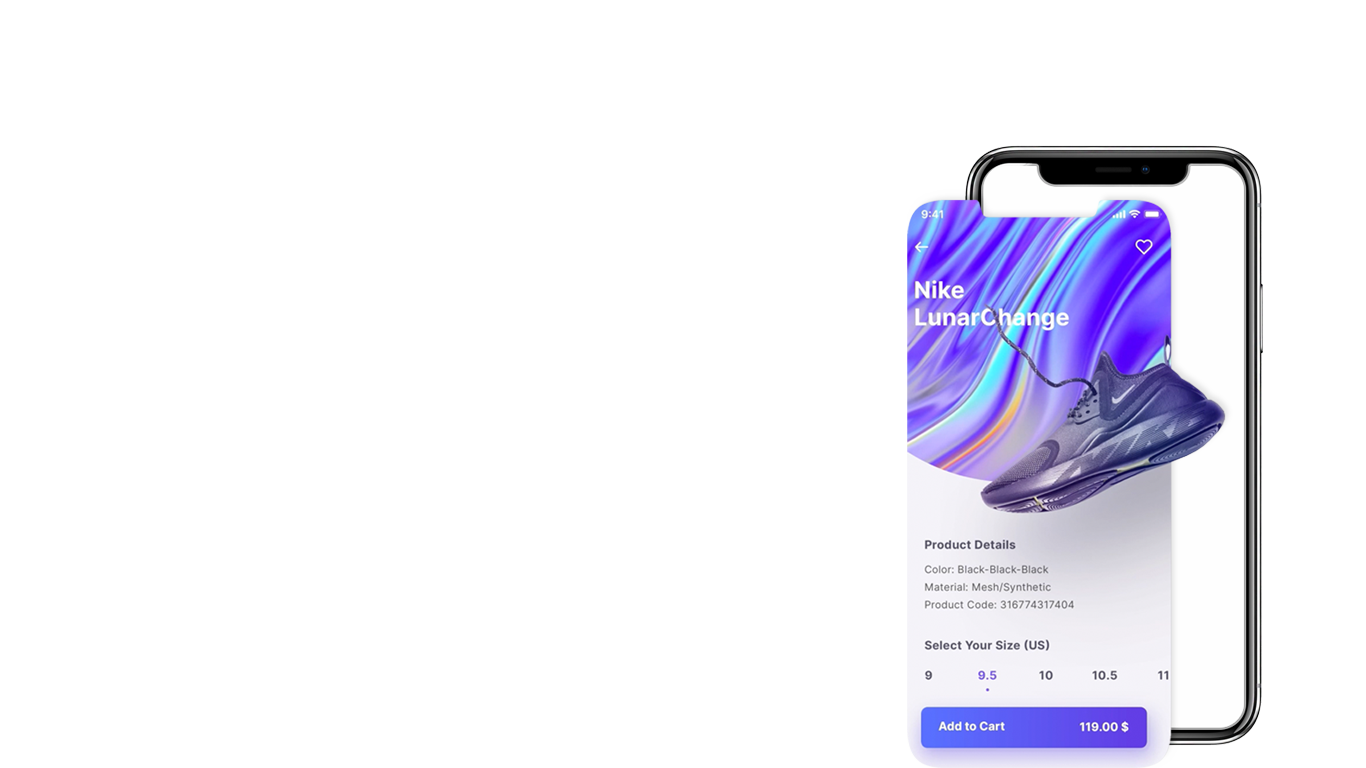 9:41
Nike
LunarChange
Product Details
Color: Black-Black-Black
Material: Mesh/Synthetic
Product Code: 316774317404
Select Your Size (US)
9 9.5 10 10.5 11
Add to Cart 119.00 $